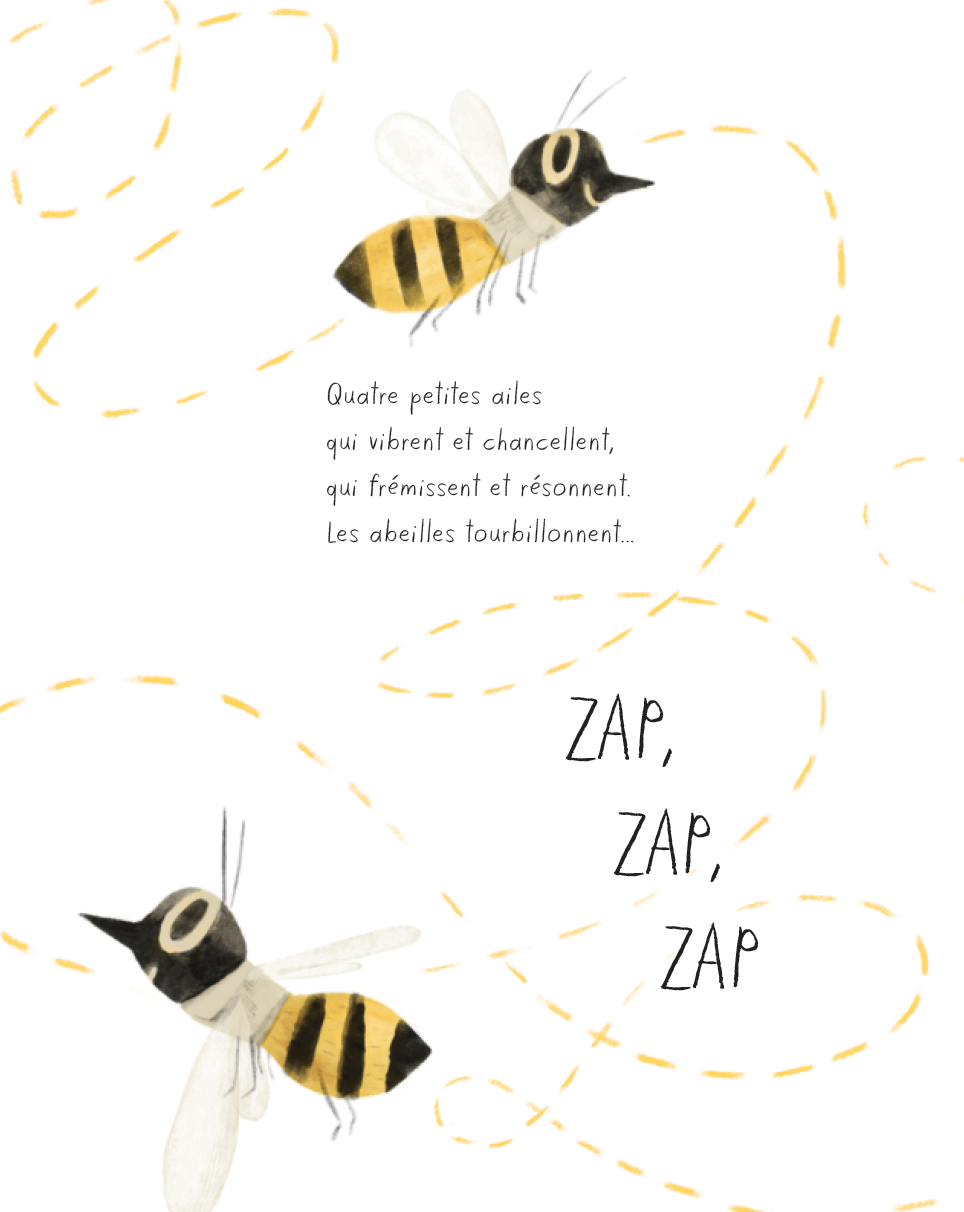 Quatre petites ailes
qui vibrent et chancellent,
qui frémissent et résonnent.
Les abeilles tourbillonnent...
ZAP,
ZAP,
ZAP